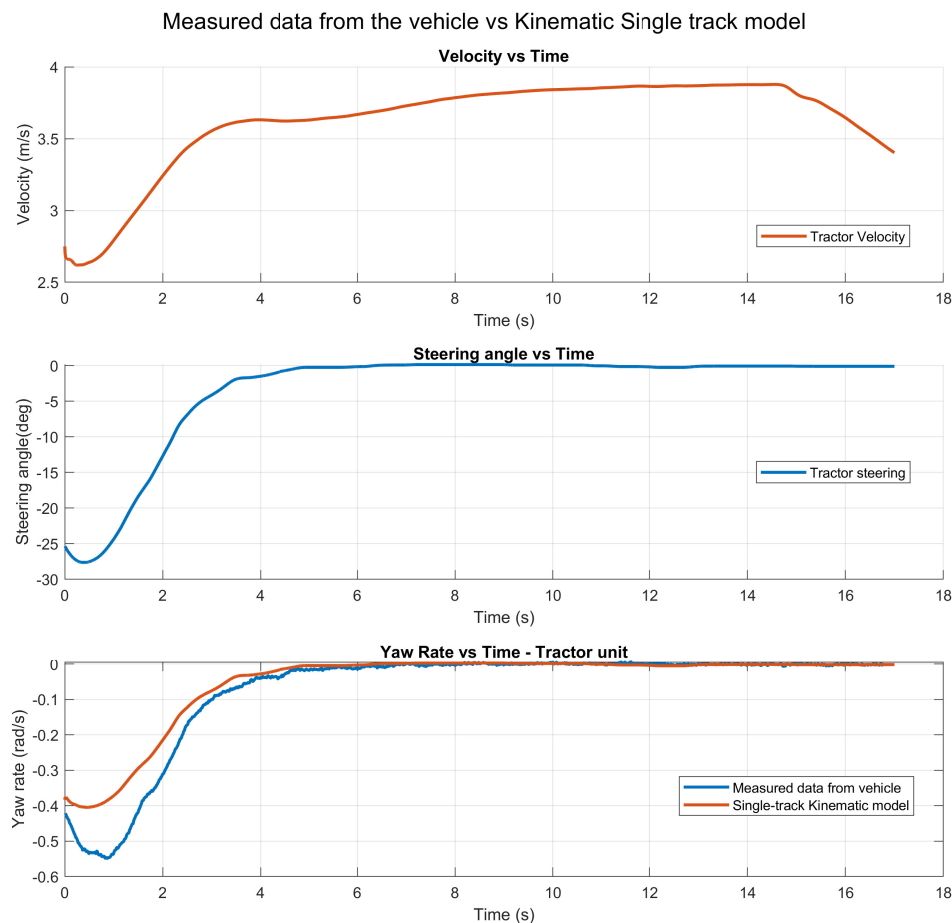 Measured data from the vehicle vs Kinematic Single track model
Velocity vs Time
4
3.5
3
2.5
Velocity (m/s)
Tractor Velocity
0 2 4 6 8 10 12 14 16 18
Time (s)
Steering angle vs Time
0
-5
-10
-15
-20
-25
-30
Steering angle(deg)
Tractor steering
0 2 4 6 8 10 12 14 16 18
Time (s)
Yaw Rate vs Time - Tractor unit
0
-0.1
-0.2
-0.3
-0.4
-0.5
-0.6
Yaw rate (rad/s)
Measured data from vehicle
Single-track Kinematic model
0 2 4 6 8 10 12 14 16 18
Time (s)